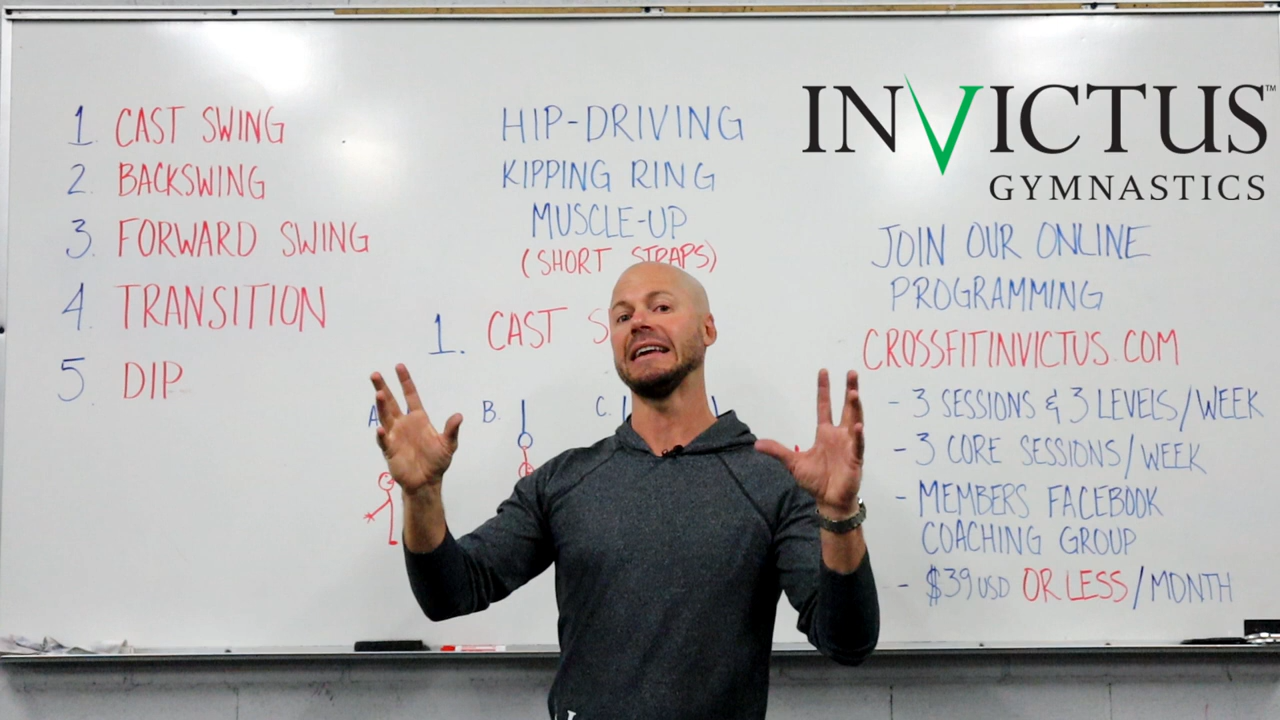 1. CAST SWING
2. BACKSWING
3. FORWARD SWING
4. TRANSITION
5. DIP
HIP-DRIVING
KIPPING RING
MUSCLE-UP
(SHORT STRAPS)
1. CAST S
A
B.
C.
INVICTUS™
GYMNASTICS
JOIN OUR ONLINE
PROGRAMMING
CROSSFITINVICTUS.COM
- 3 SESSIONS & 3 LEVELS/WEEK
- 3 CORE SESSIONS/WEEK
- MEMBERS FACEBOOK
COACHING GROUP
- $39 USD OR LESS/MONTH